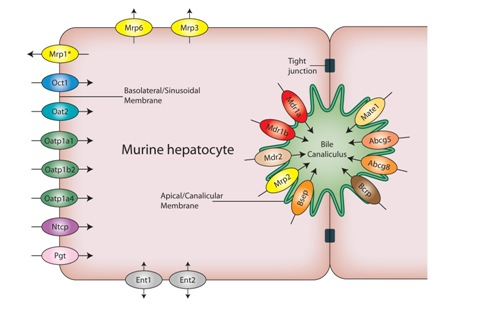 Mrp6
Mrp3
Mrp1*
Oct1
Oat2
Oatp1a1
Oatp1b2
Oatp1a4
Ntcp
Pgt
Basolateral/Sinusoidal
Membrane
Murine hepatocyte
Apical/Canalicular
Membrane
Ent1
Ent2
Tight
junction
Mdr1a
Mdr1b
Mdr2
Mrp2
Bsep
Bile
Canaliculus
Mate1
Abcg5
Abcg8
Bcrp